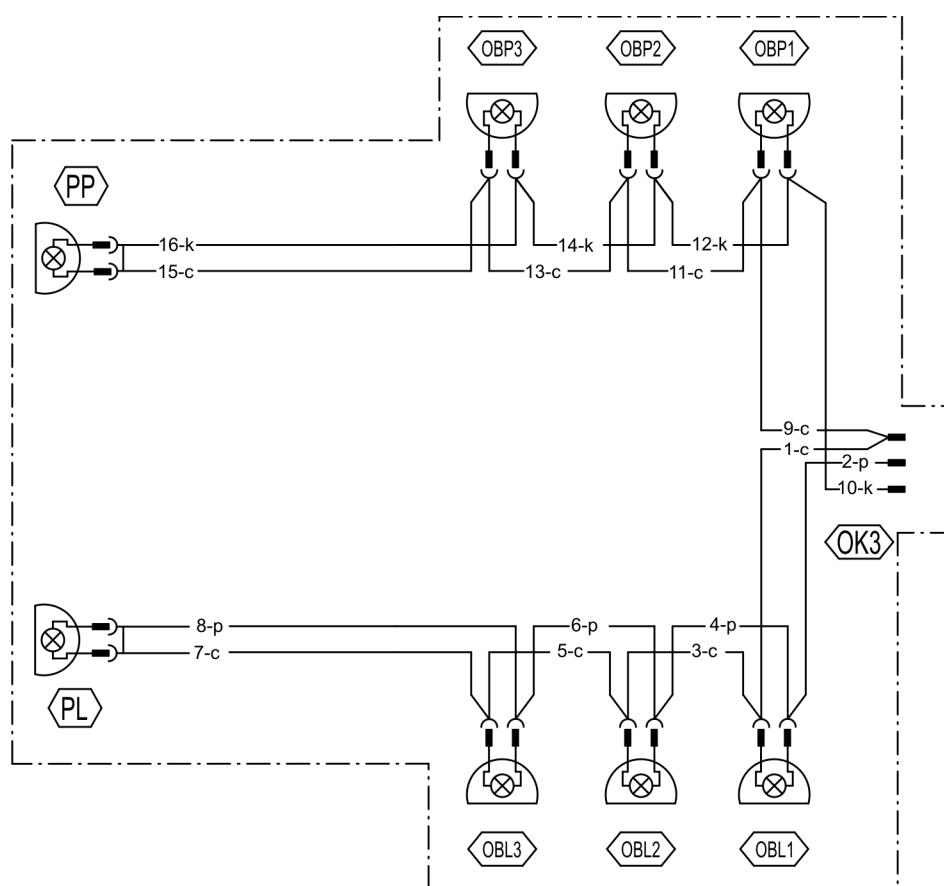 OBP3 OBP2 OBP1
PP
16-k 14-k 12-k
15-c 13-c 11-c
9-c
1-c
2-p
10-k
OK3
8-p 6-p 4-p
7-c 5-c 3-c
PL
OBL3 OBL2 OBL1